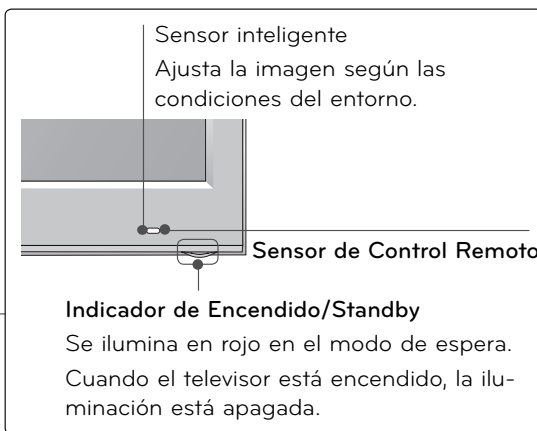 Sensor inteligente
Ajusta la imagen según las
condiciones del entorno.
Sensor de Control Remoto
Indicador de Encendido/Standby
Se ilumina en rojo en el modo de espera.
Cuando el televisor está encendido, la ilu-
minación está apagada.